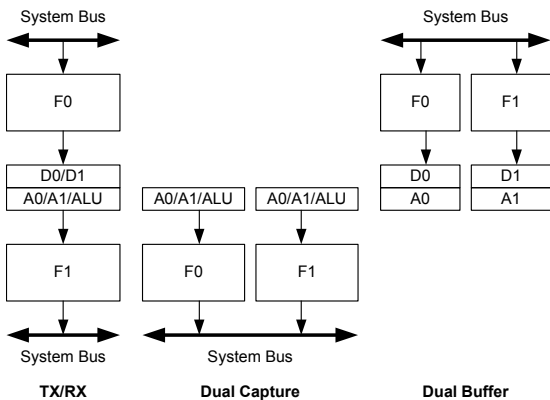 System Bus
System Bus
F0
F0
F1
D0/D1
A0/A1/ALU
A0/A1/ALU
A0/A1/ALU
D0
D1
A0
A1
F1
F0
F1
System Bus
System Bus
TX/RX
Dual Capture
Dual Buffer